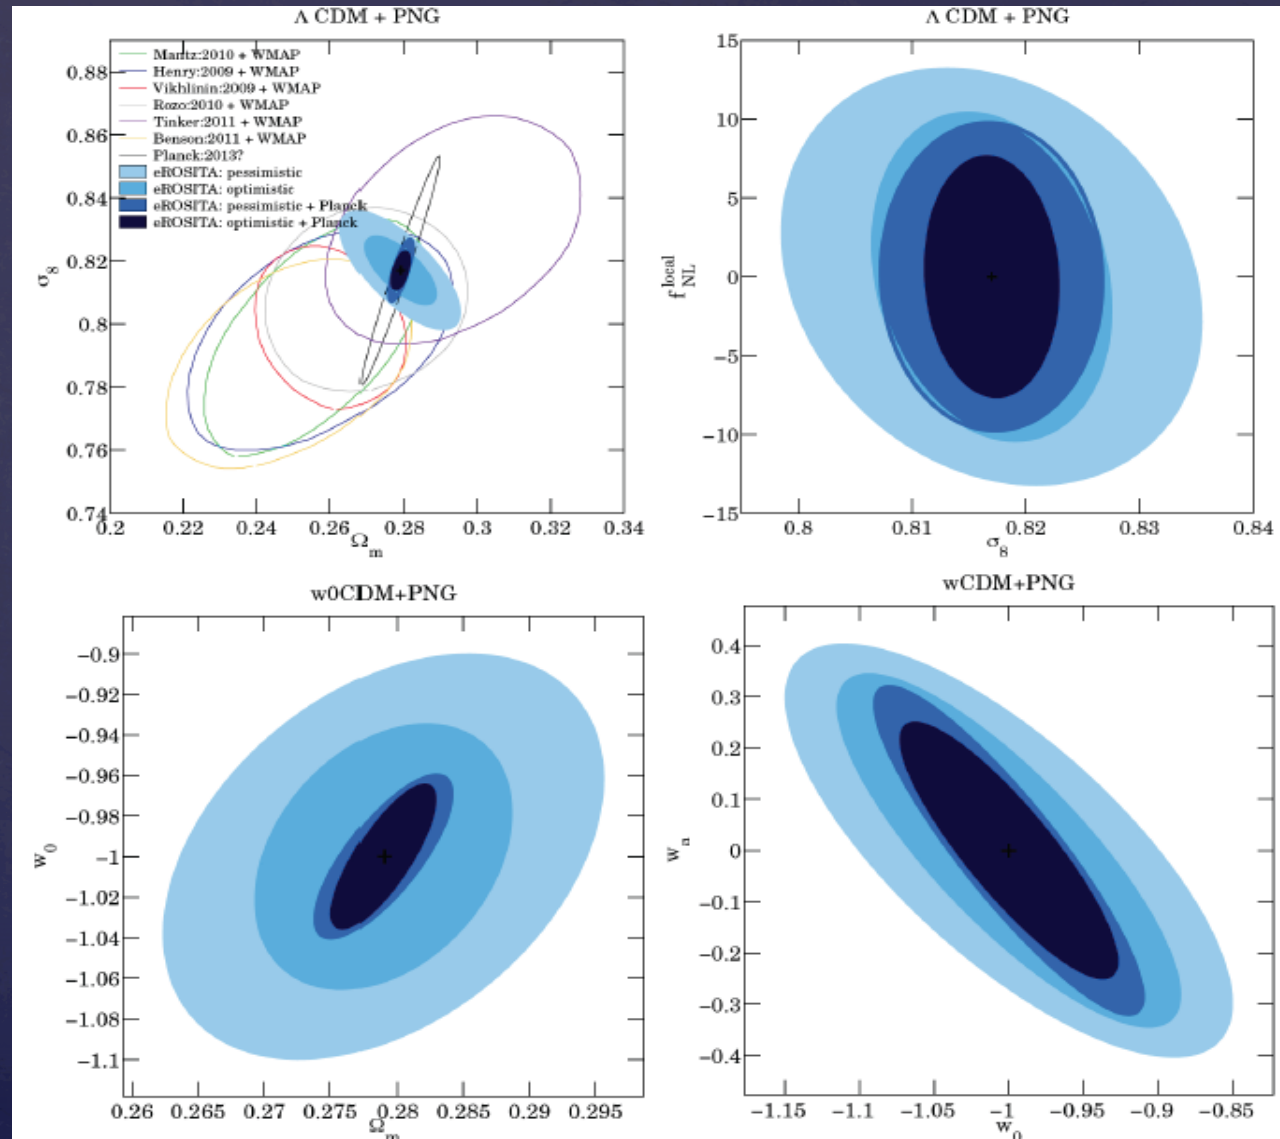 Λ CDM + PNG
Mantz:2010 + WMAP
Henry:2009 + WMAP
Vikhlinin:2009 + WMAP
Rozo:2010 + WMAP
Tinker:2011 + WMAP
Benson:2011 + WMAP
Planck:2013?
eROSITA: pessimistic
eROSITA: optimistic
eROSITA: pessimistic + Planck
eROSITA: optimistic + Planck
0.88
0.86
0.84
0.82
0.8
0.78
0.76
0.74
σ8
0.2 0.22 0.24 0.26 0.28 0.3 0.32 0.34
Ωm
Λ CDM + PNG
15
10
5
0
−5
−10
−15
f NL local
0.8 0.81 0.82 0.83 0.84
σ8
w0CDM+PNG
−0.9
−0.92
−0.94
−0.96
−0.98
−1
−1.02
−1.04
−1.06
−1.08
−1.1
w0
0.26 0.265 0.27 0.275 0.28 0.285 0.29 0.295
Ωm
wCDM+PNG
0.4
0.3
0.2
0.1
0
−0.1
−0.2
−0.3
−0.4
wa
−1.15 −1.1 −1.05 −1 −0.95 −0.9 −0.85
w0